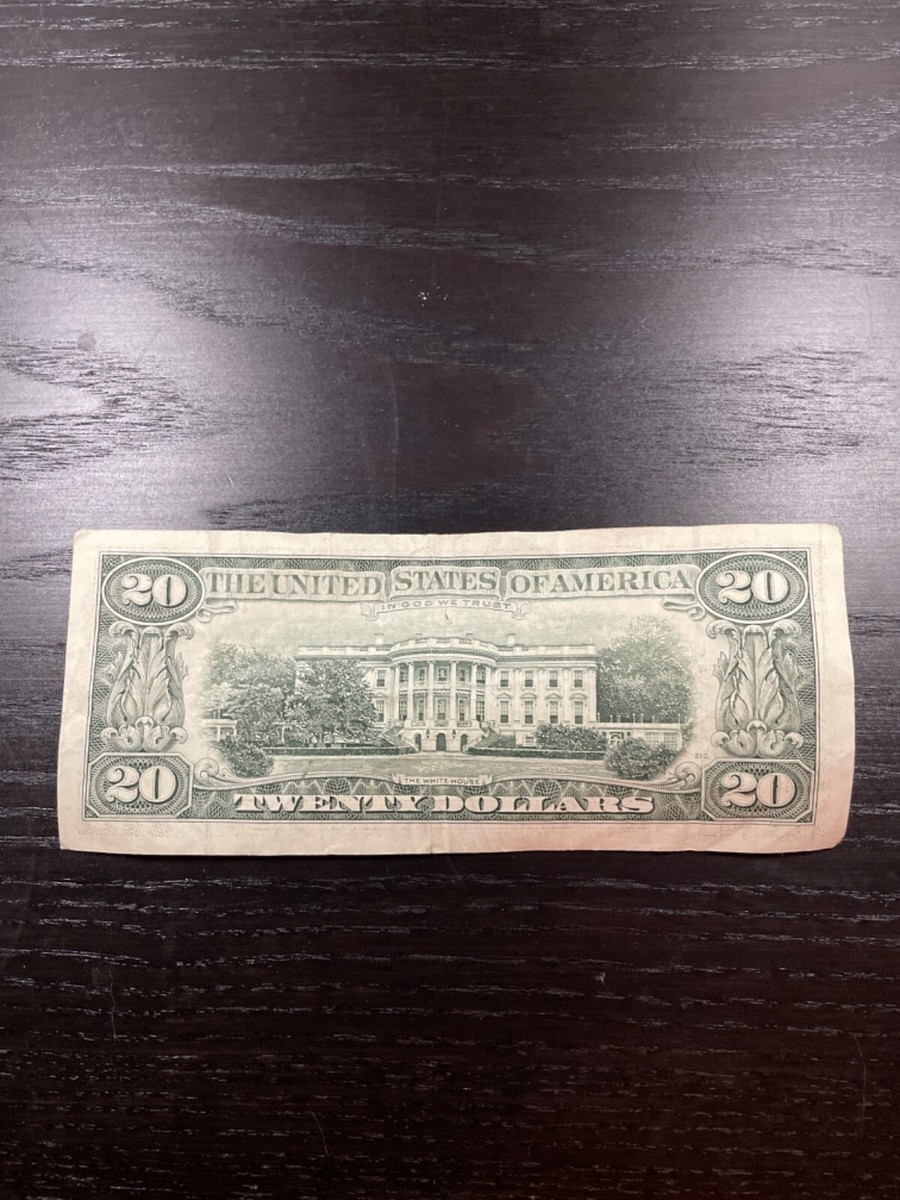 20 THE UNITED STATES OF AMERICA 20
IN GOD WE TRUST
THE WHITE HOUSE
20 TWENTY DOLLARS 20